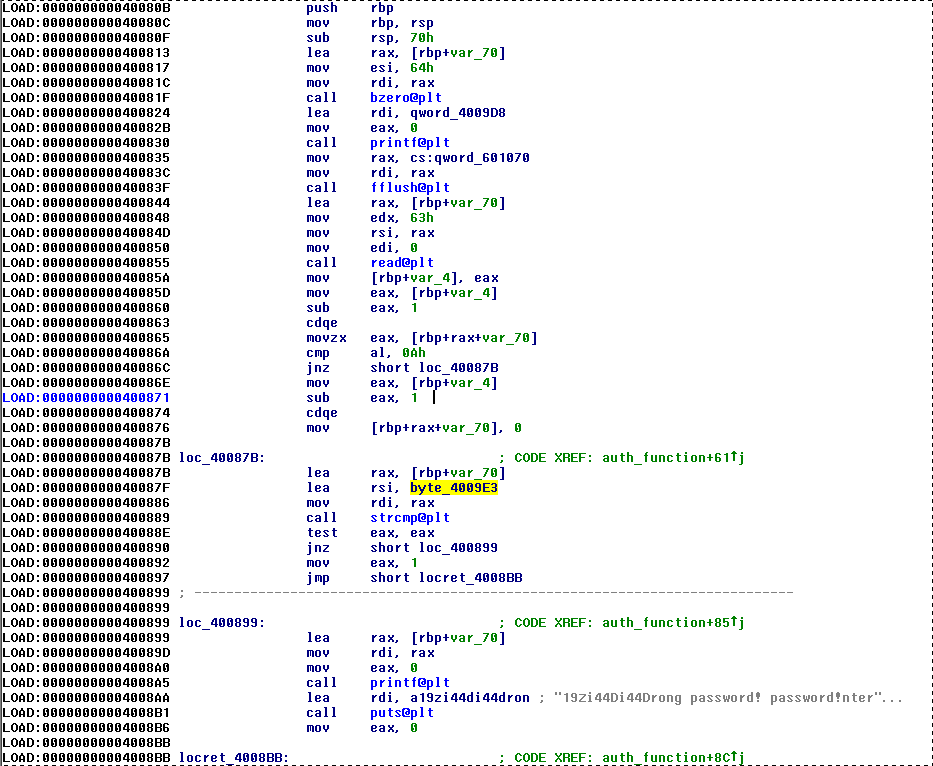 LOAD:000000000040080B push rbp
LOAD:000000000040080C mov rbp, rsp
LOAD:000000000040080F sub rsp, 70h
LOAD:0000000000400813 lea rax, [rbp+var_70]
LOAD:0000000000400817 mov esi, 64h
LOAD:000000000040081C mov rdi, rax
LOAD:000000000040081F call bzero@plt
LOAD:0000000000400824 lea rdi, qword_4009D8
LOAD:000000000040082B mov eax, 0
LOAD:0000000000400830 call printf@plt
LOAD:0000000000400835 mov rax, cs:qword_601070
LOAD:000000000040083C mov rdi, rax
LOAD:000000000040083F call fflush@plt
LOAD:0000000000400844 lea rax, [rbp+var_70]
LOAD:0000000000400848 mov edx, 63h
LOAD:000000000040084D mov rsi, rax
LOAD:0000000000400850 mov edi, 0
LOAD:0000000000400855 call read@plt
LOAD:000000000040085A mov [rbp+var_4], eax
LOAD:000000000040085D mov eax, [rbp+var_4]
LOAD:0000000000400860 sub eax, 1
LOAD:0000000000400863 cdqe
LOAD:0000000000400865 movzx eax, [rbp+rax+var_70]
LOAD:000000000040086A cmp al, 0Ah
LOAD:000000000040086C jnz short loc_40087B
LOAD:000000000040086E mov eax, [rbp+var_4]
LOAD:0000000000400871 sub eax, 1
LOAD:0000000000400874 cdqe
LOAD:0000000000400876 mov [rbp+rax+var_70], 0
LOAD:000000000040087B
LOAD:000000000040087B loc_40087B: ; CODE XREF: auth_function+61↑j
LOAD:000000000040087B lea rax, [rbp+var_70]
LOAD:000000000040087F lea rsi, byte_4009E3
LOAD:0000000000400886 mov rdi, rax
LOAD:0000000000400889 call strcmp@plt
LOAD:000000000040088E test eax, eax
LOAD:0000000000400890 jnz short loc_400899
LOAD:0000000000400892 mov eax, 1
LOAD:0000000000400897 jmp short locret_4008BB
LOAD:0000000000400899 ; ---------------------------------------------------------------------------
LOAD:0000000000400899
LOAD:0000000000400899 loc_400899: ; CODE XREF: auth_function+85↑j
LOAD:0000000000400899 lea rax, [rbp+var_70]
LOAD:000000000040089D mov rdi, rax
LOAD:00000000004008A0 mov eax, 0
LOAD:00000000004008A5 call printf@plt
LOAD:00000000004008AA lea rdi, a19zi44di44dron ; "19Zi44Di44Drong password! password!nter"...
LOAD:00000000004008B1 call puts@plt
LOAD:00000000004008B6 mov eax, 0
LOAD:00000000004008BB
LOAD:00000000004008BB locret_4008BB: ; CODE XREF: auth_function+8C↑j